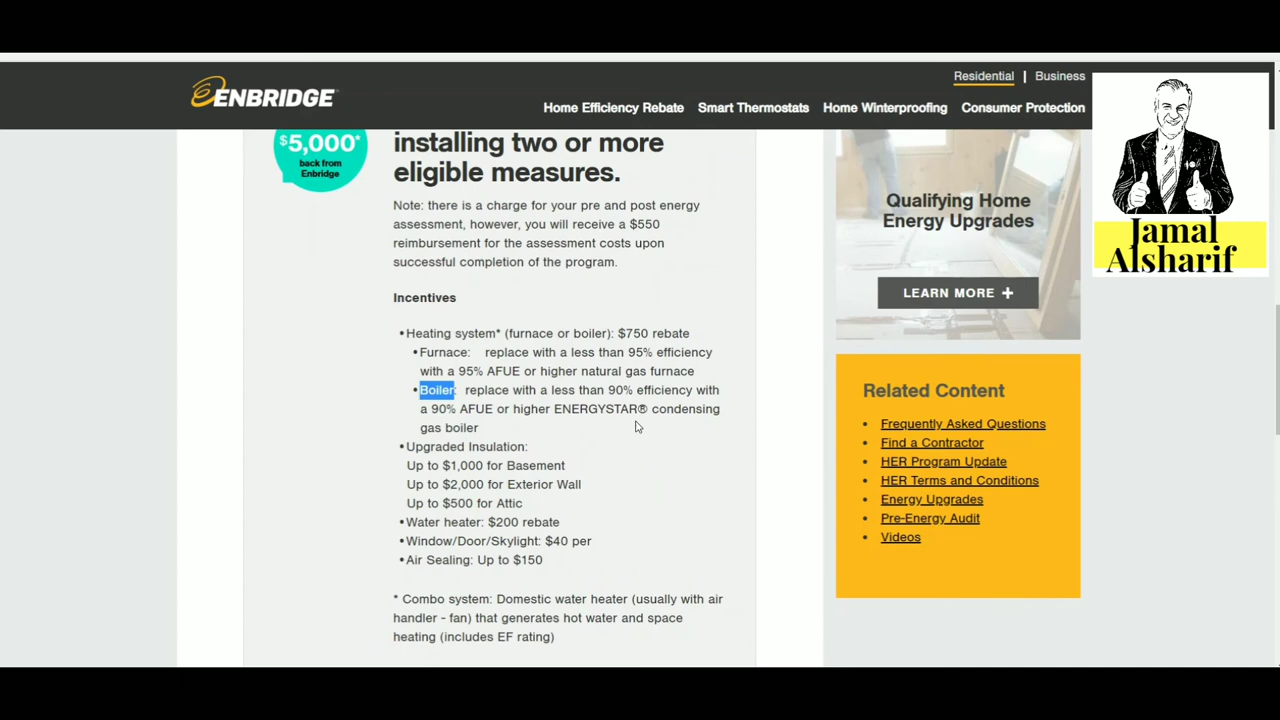 Residential | Business
ENBRIDGE
Home Efficiency Rebate Smart Thermostats Home Winterproofing Consumer Protection
$5,000*
back from
Enbridge
installing two or more
eligible measures.
Note: there is a charge for your pre and post energy
assessment, however, you will receive a $550
reimbursement for the assessment costs upon
successful completion of the program.
Incentives
• Heating system* (furnace or boiler): $750 rebate
• Furnace: replace with a less than 95% efficiency
with a 95% AFUE or higher natural gas furnace
• Boiler: replace with a less than 90% efficiency with
a 90% AFUE or higher ENERGYSTAR® condensing
gas boiler
• Upgraded Insulation:
Up to $1,000 for Basement
Up to $2,000 for Exterior Wall
Up to $500 for Attic
• Water heater: $200 rebate
• Window/Door/Skylight: $40 per
• Air Sealing: Up to $150
* Combo system: Domestic water heater (usually with air
handler - fan) that generates hot water and space
heating (includes EF rating)
Qualifying Home
Energy Upgrades
LEARN MORE +
Related Content
• Frequently Asked Questions
• Find a Contractor
• HER Program Update
• HER Terms and Conditions
• Energy Upgrades
• Pre-Energy Audit
• Videos
Jamal
Alsharif